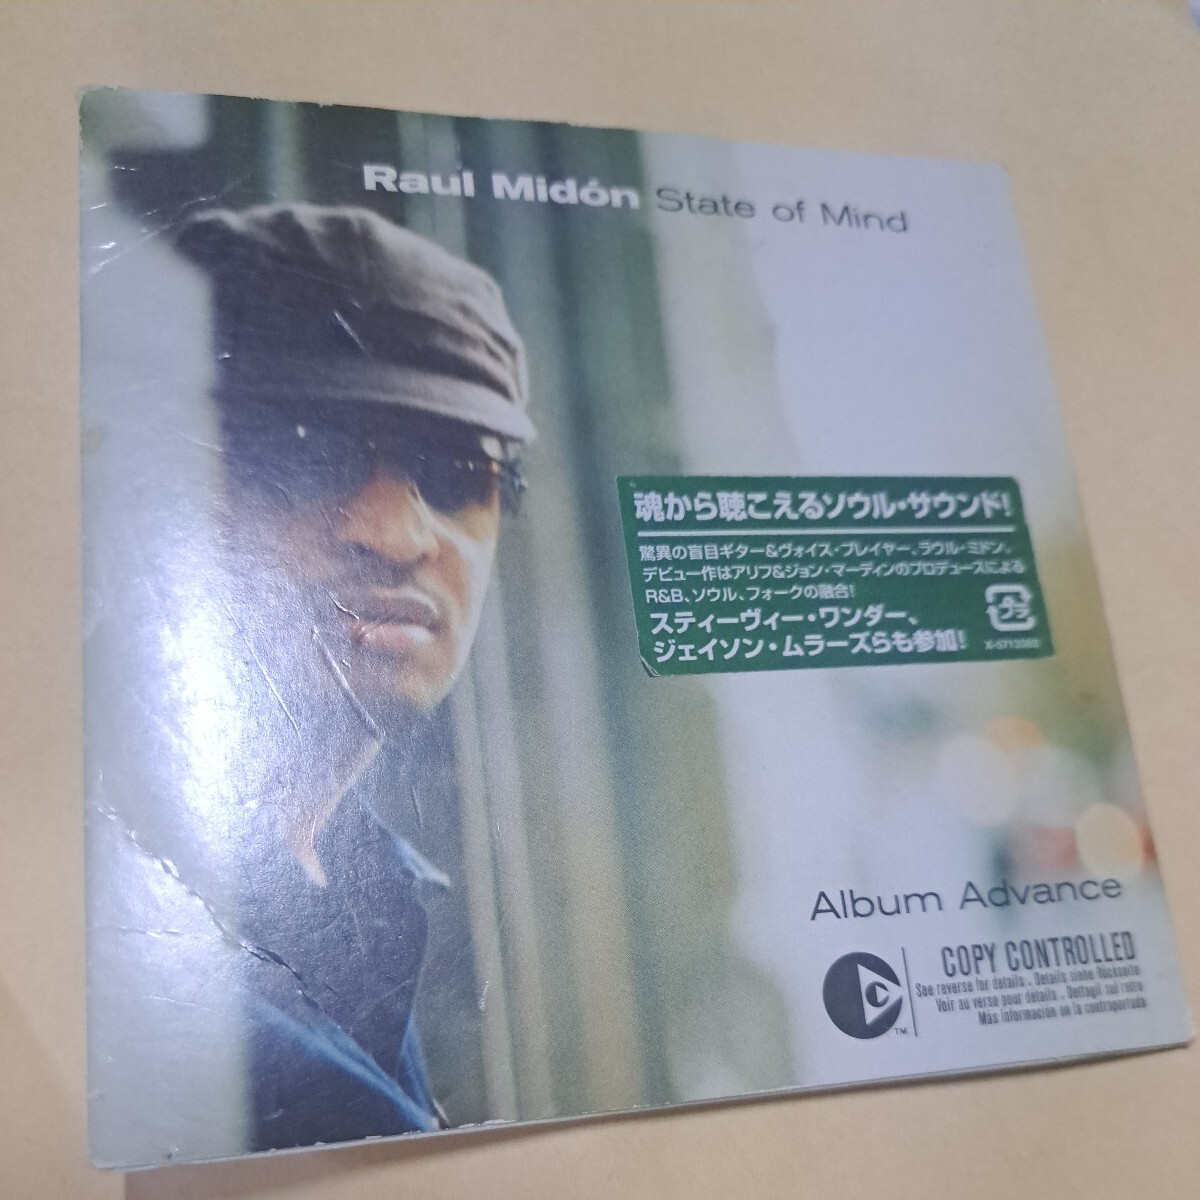 Raul Midón State of Mind
魂から聴こえるソウル・サウンド!
驚異の盲目ギター&ヴォイス・プレイヤー、ラウル・ミドン、
デビュー作はアリフ&ジョン・マーディンのプロデュースによる
R&B、ソウル、フォークの融合!
スティーヴィー・ワンダー、
ジェイソン・ムラーズらも参加!
プラ
Album Advance
COPY CONTROLLED
See reverse for details . Details siehe Rückseite
Voir au verso pour détails . Dettagli sul retro
Más información en la contraportada
C
TM